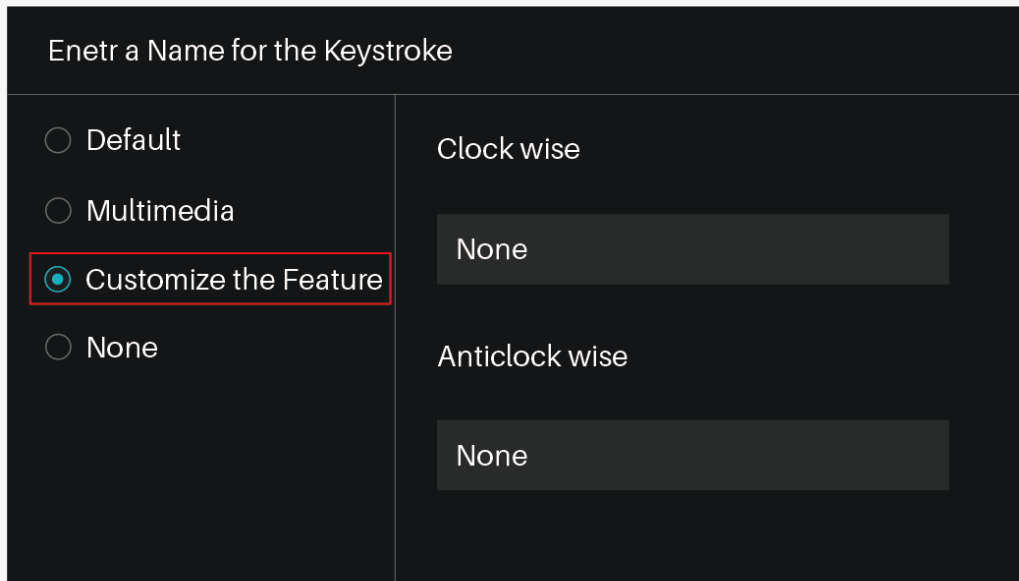 Enetr a Name for the Keystroke
Default
Multimedia
Customize the Feature
None
Clock wise
None
Anticlock wise
None